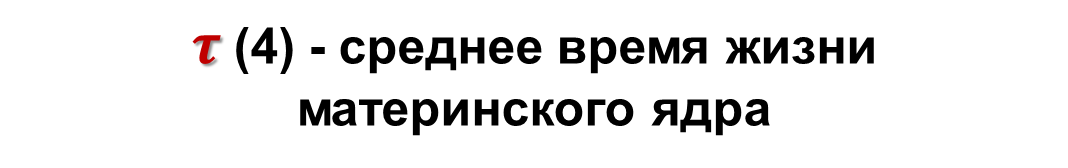 τ (4) - среднее время жизни
материнского ядра